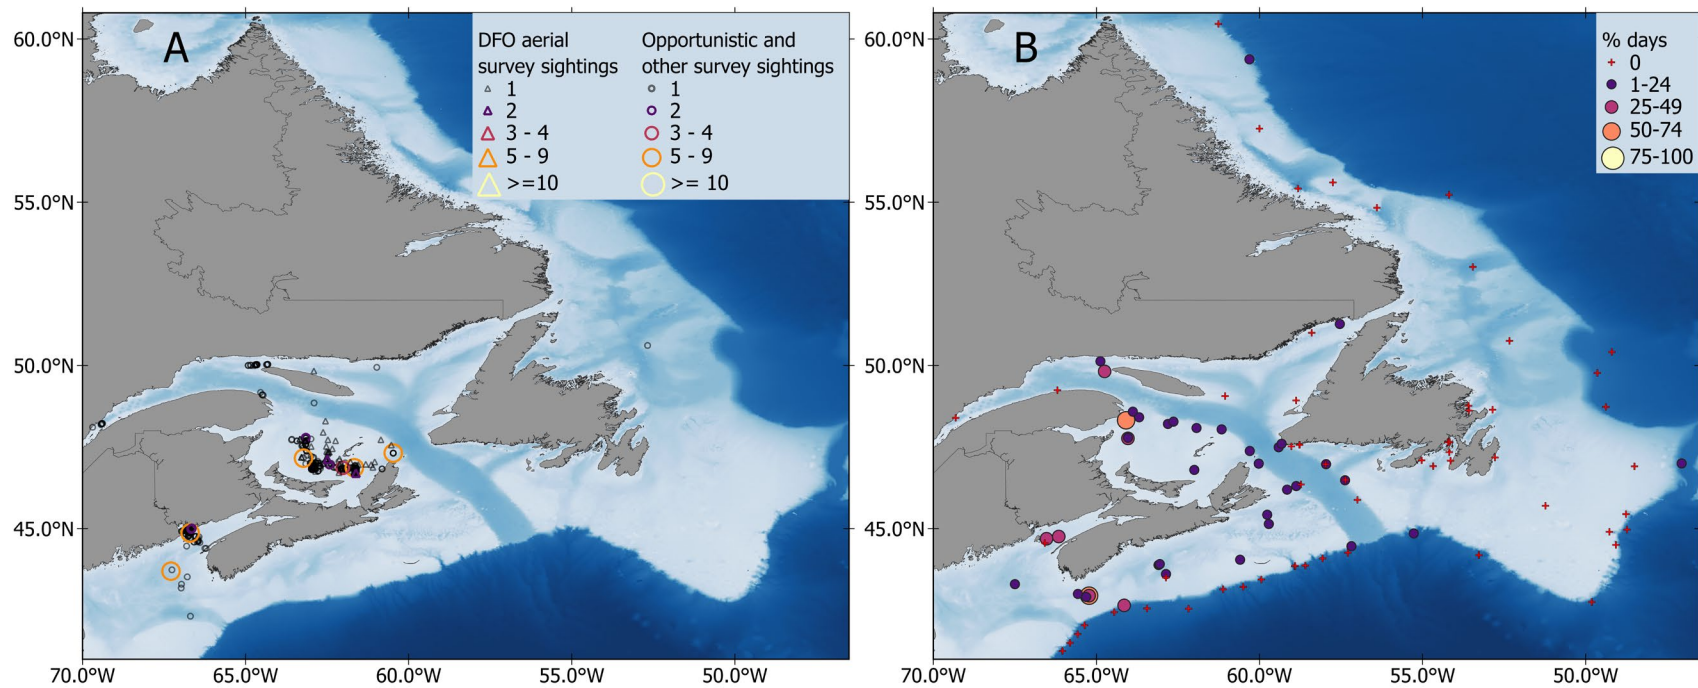 A
DFO aerial
survey sightings
1
2
3 - 4
5 - 9
>=10
Opportunistic and
other survey sightings
1
2
3 - 4
5 - 9
>= 10
60.0°N
55.0°N
50.0°N
45.0°N
70.0°W
65.0°W
60.0°W
55.0°W
50.0°W
B
% days
0
1-24
25-49
50-74
75-100
60.0°N
55.0°N
50.0°N
45.0°N
70.0°W
65.0°W
60.0°W
55.0°W
50.0°W